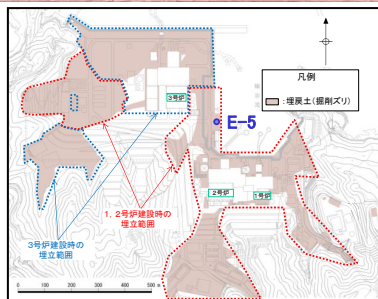 凡例
：埋戻土（掘削ズリ）
3号炉
E-5
2号炉
1号炉
1，2号炉建設時の
埋立範囲
3号炉建設時の
埋立範囲
0 100 200 300 400 500 m